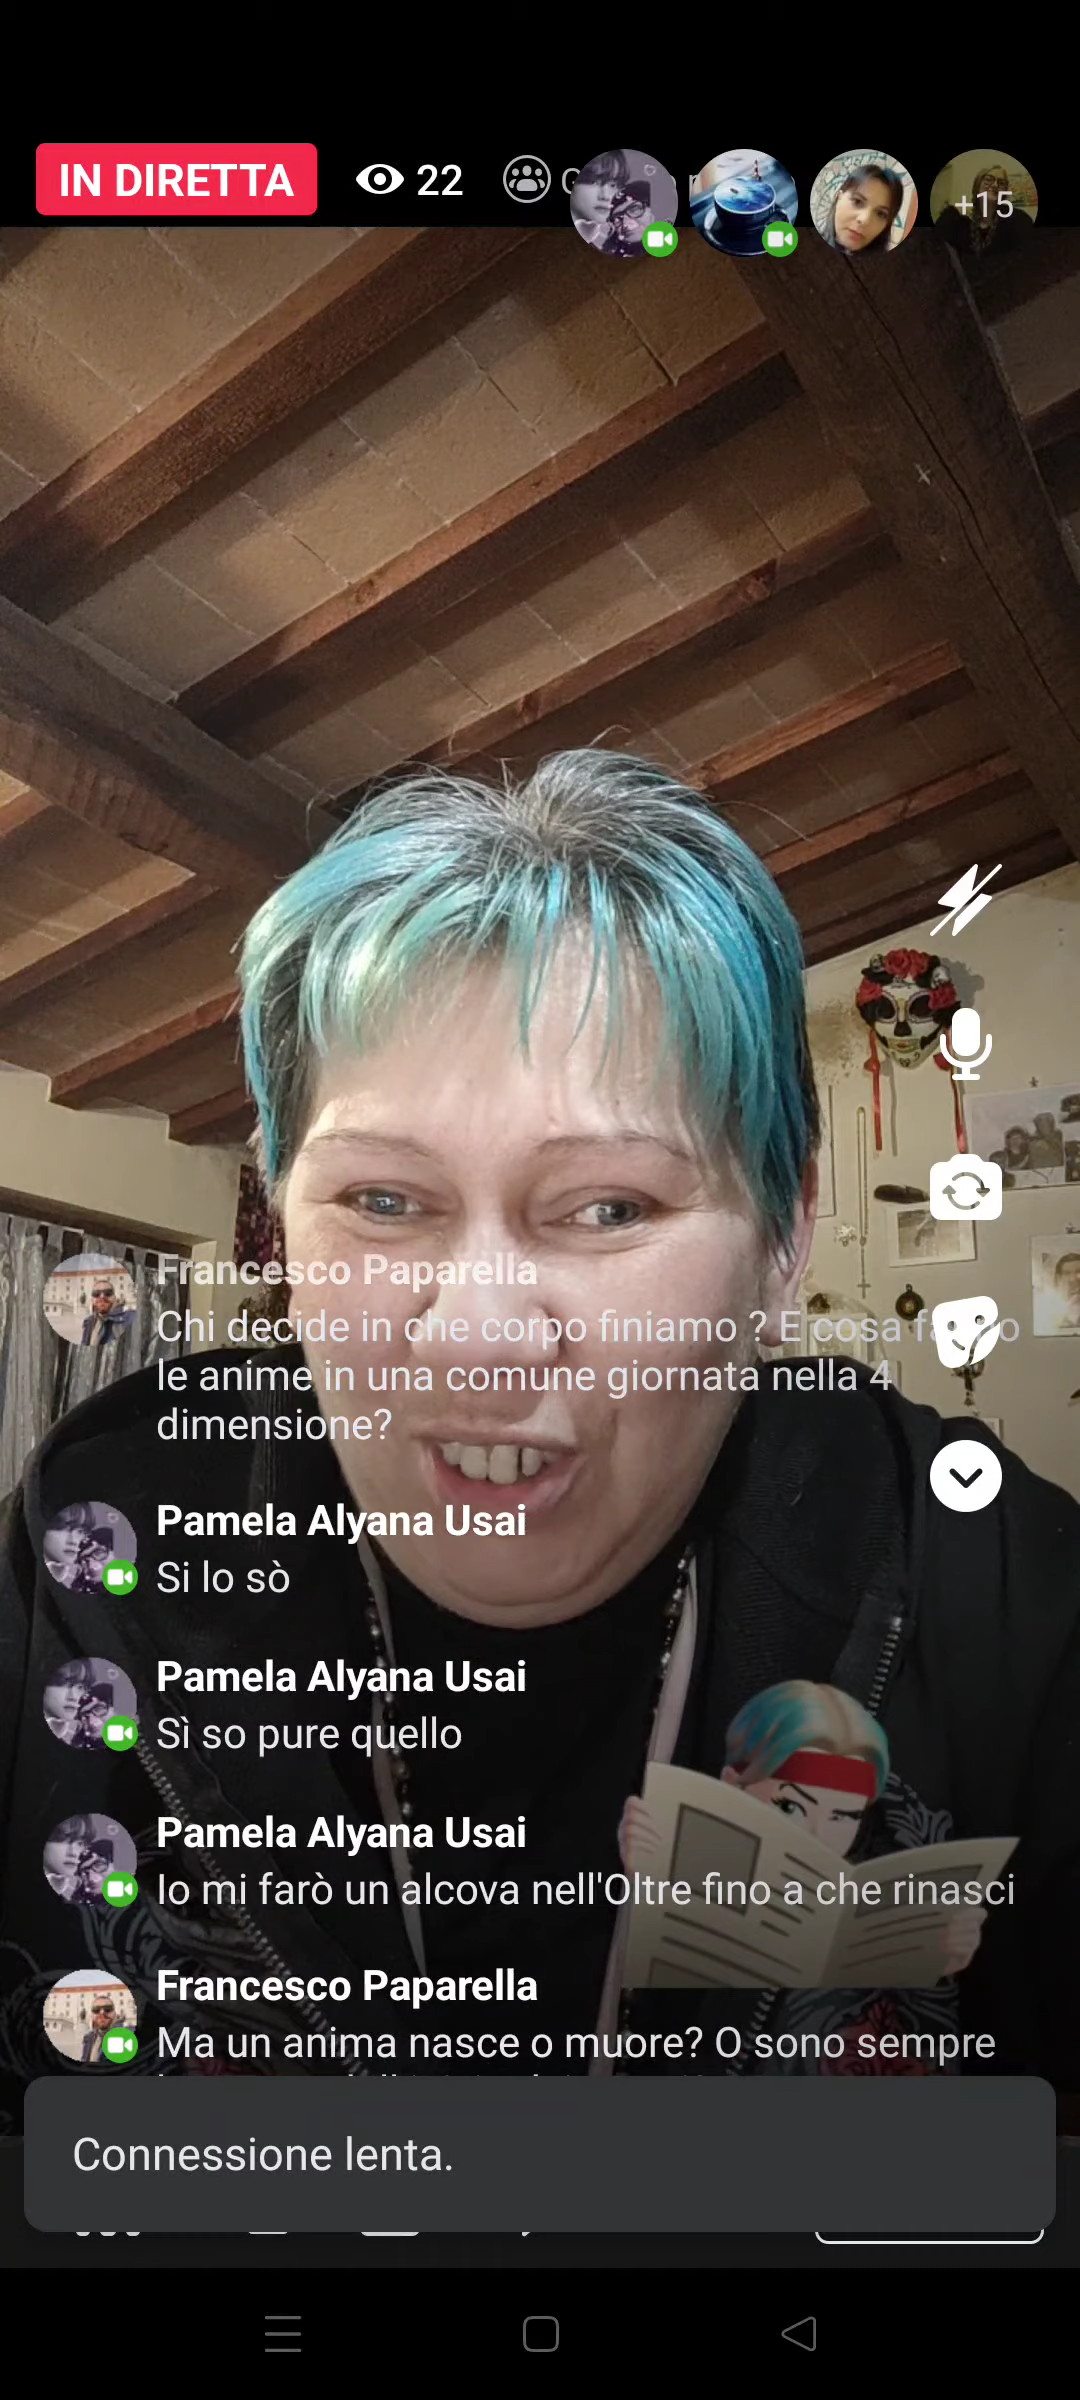 IN DIRETTA
22
+15
Francesco Paparella
Chi decide in che corpo finiamo ? E cosa
le anime in una comune giornata nella 4
dimensione?
Pamela Alyana Usai
Si lo sò
Pamela Alyana Usai
Sì so pure quello
Pamela Alyana Usai
Io mi farò un alcova nell'Oltre fino a che rinasci
Francesco Paparella
Ma un anima nasce o muore? O sono sempre
Connessione lenta.